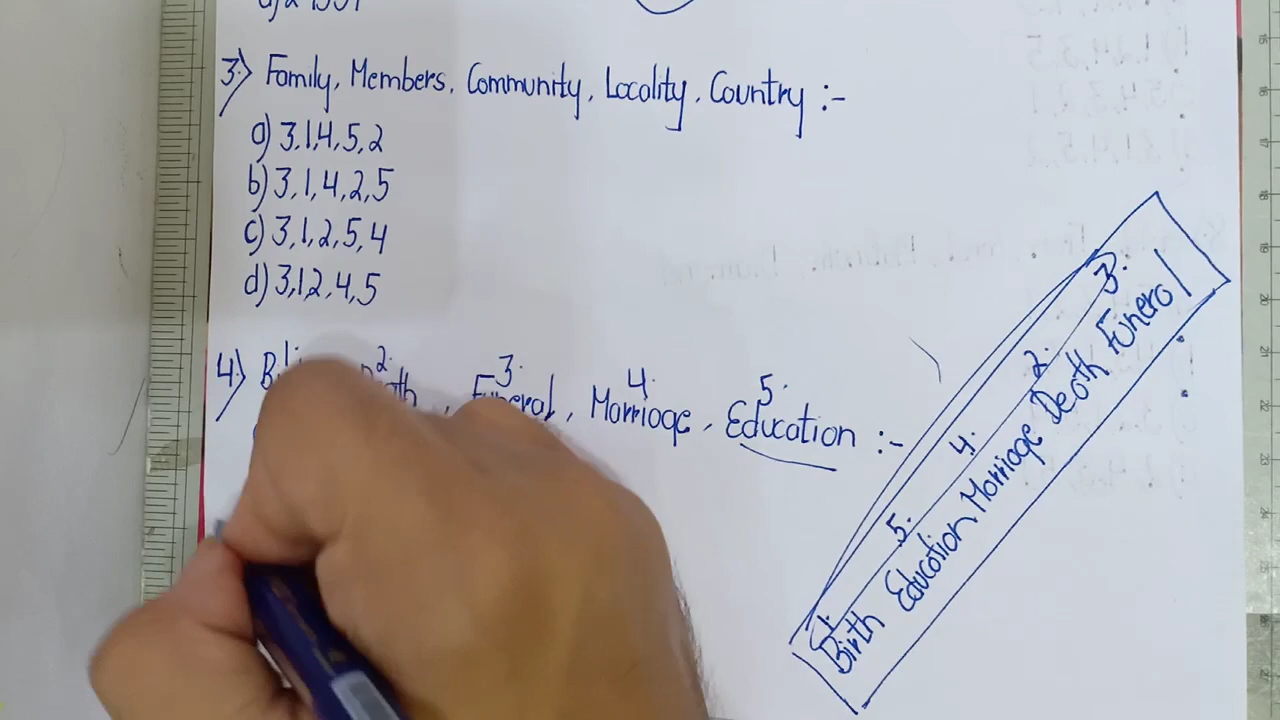 3) Family, Members, Community, Locality, Country :-
a) 3,1,4,5,2
b) 3,1,4,2,5
c) 3,1,2,5,4
d) 3,1,2,4,5
1. 2. 3. 4. 5.
4) Funeral, Marriage, Education :-
1. 5. 4. 2. 3.
Birth Education Marriage Death Funeral